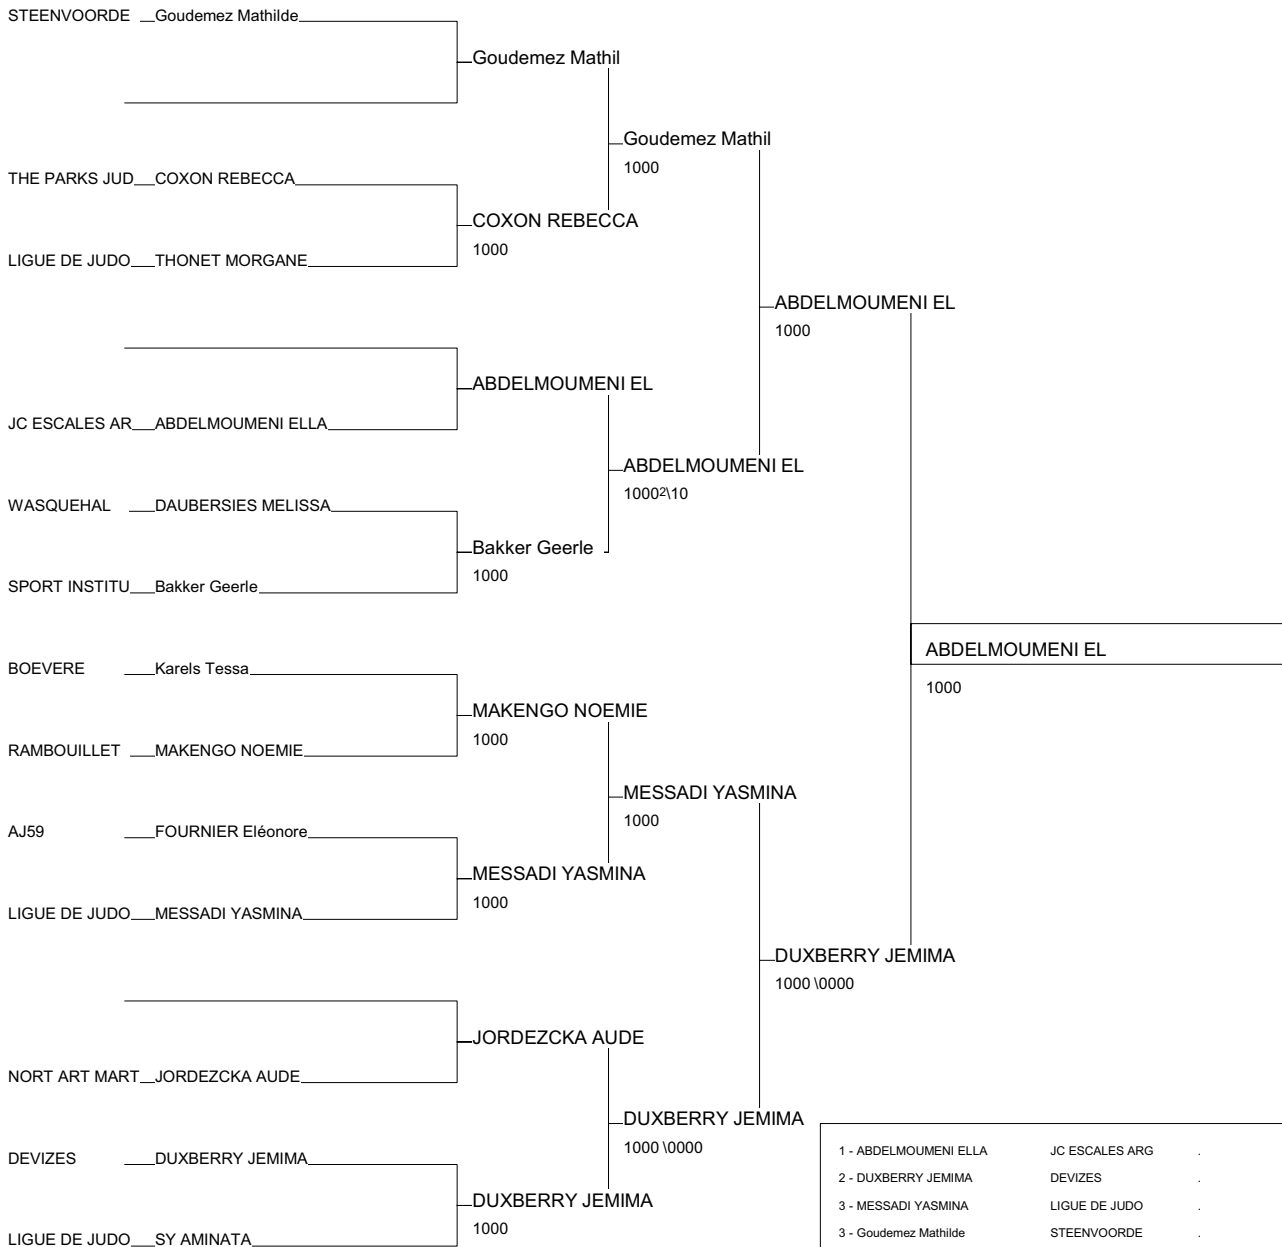 STEENVOORDE Goudemez Mathilde
Goudemez Mathil
Goudemez Mathil
1000
THE PARKS JUD COXON REBECCA
COXON REBECCA
1000
LIGUE DE JUDO THONET MORGANE
ABDELMOUMENI EL
1000
ABDELMOUMENI EL
JC ESCALES AR ABDELMOUMENI ELLA
ABDELMOUMENI EL
1000²\10
WASQUEHAL DAUBERSIES MELISSA
Bakker Geerle
1000
SPORT INSTITU Bakker Geerle
ABDELMOUMENI EL
1000
BOEVERE Karels Tessa
MAKENGO NOEMIE
1000
RAMBOUILLET MAKENGO NOEMIE
MESSADI YASMINA
1000
AJ59 FOURNIER Eléonore
MESSADI YASMINA
1000
LIGUE DE JUDO MESSADI YASMINA
DUXBERRY JEMIMA
1000 \0000
JORDEZCKA AUDE
NORT ART MART JORDEZCKA AUDE
DUXBERRY JEMIMA
1000 \0000
DEVIZES DUXBERRY JEMIMA
DUXBERRY JEMIMA
1000
LIGUE DE JUDO SY AMINATA
1 - ABDELMOUMENI ELLA JC ESCALES ARG .
2 - DUXBERRY JEMIMA DEVIZES .
3 - MESSADI YASMINA LIGUE DE JUDO .
3 - Goudemez Mathilde STEENVOORDE .